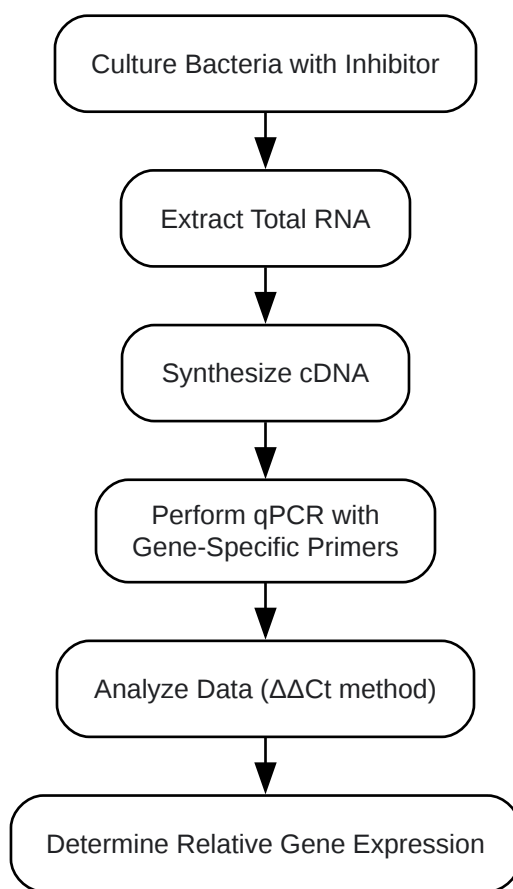 Culture Bacteria with Inhibitor
Extract Total RNA
Synthesize cDNA
Perform qPCR with
Gene-Specific Primers
Analyze Data (ΔΔCt method)
Determine Relative Gene Expression